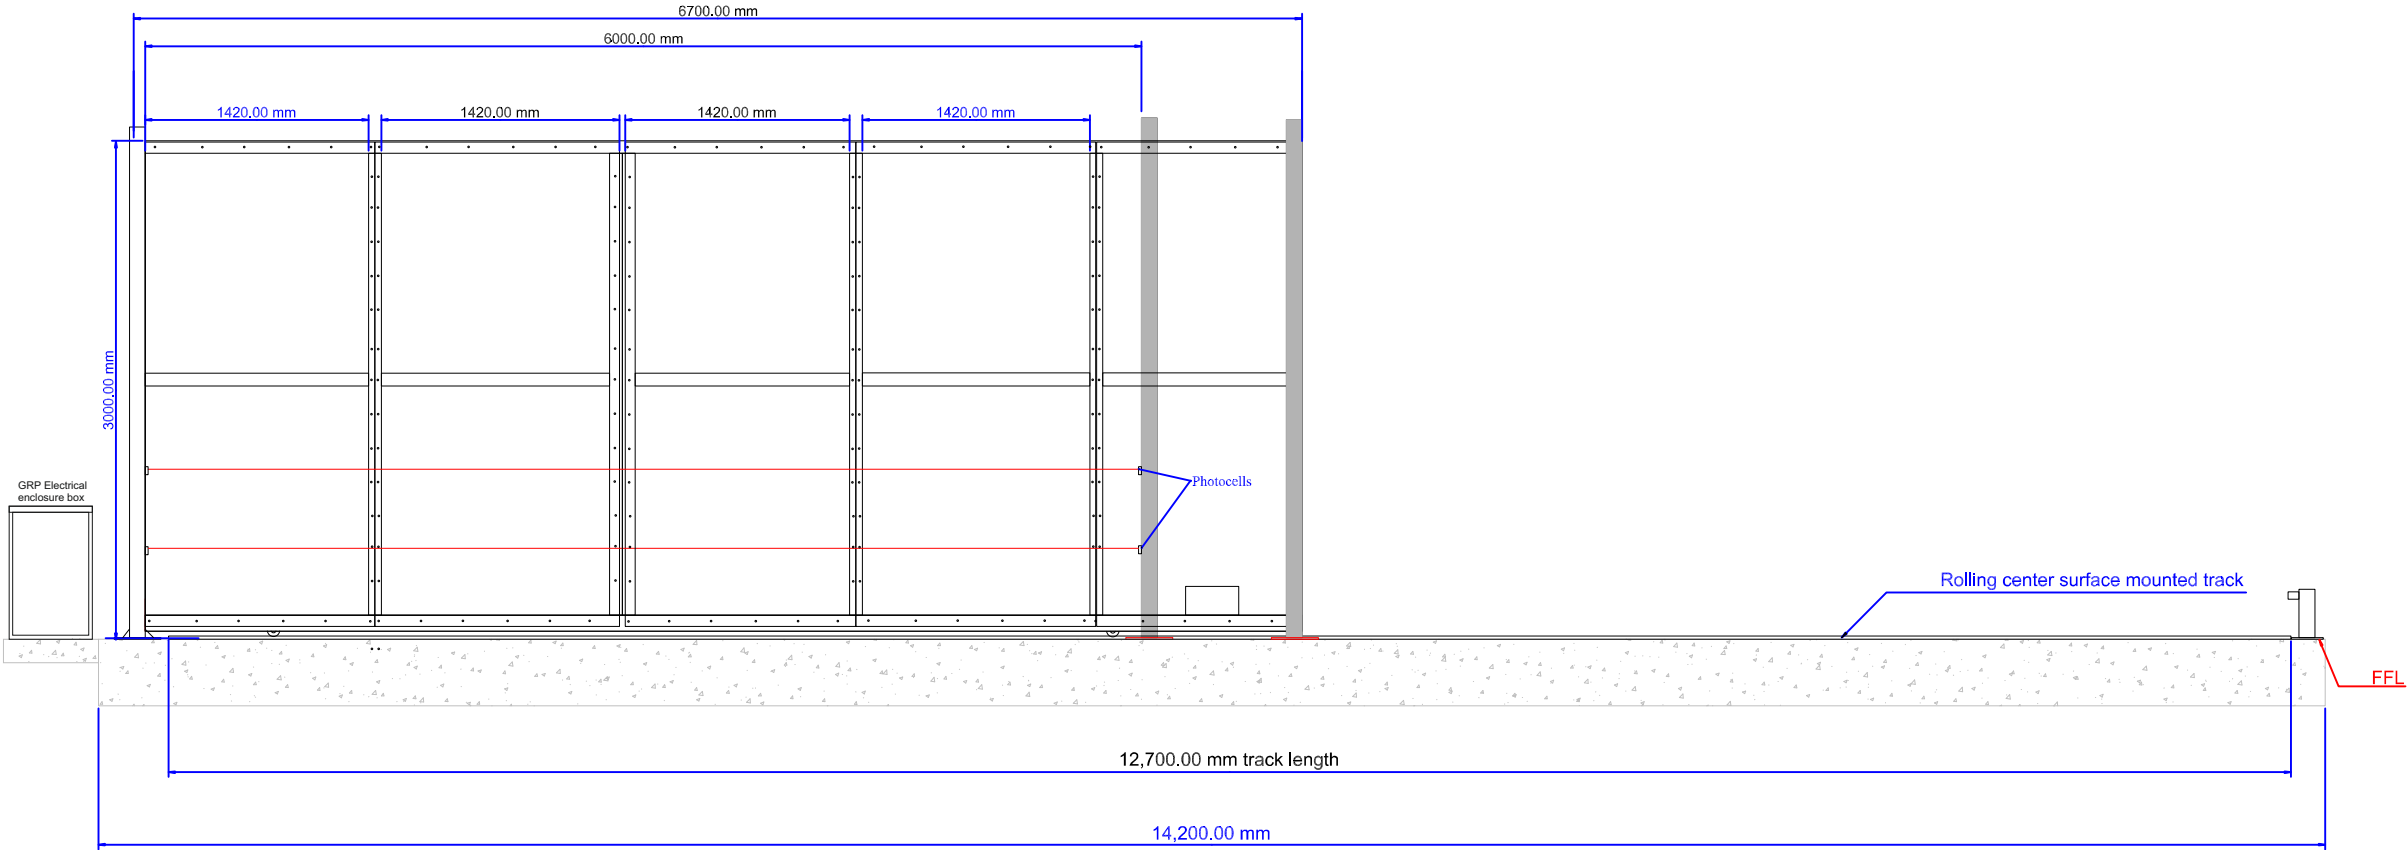 6700.00 mm
6000.00 mm
1420.00 mm
1420.00 mm
1420.00 mm
1420.00 mm
3000.00 mm
GRP Electrical
enclosure box
Photocells
Rolling center surface mounted track
FFL
12,700.00 mm track length
14,200.00 mm